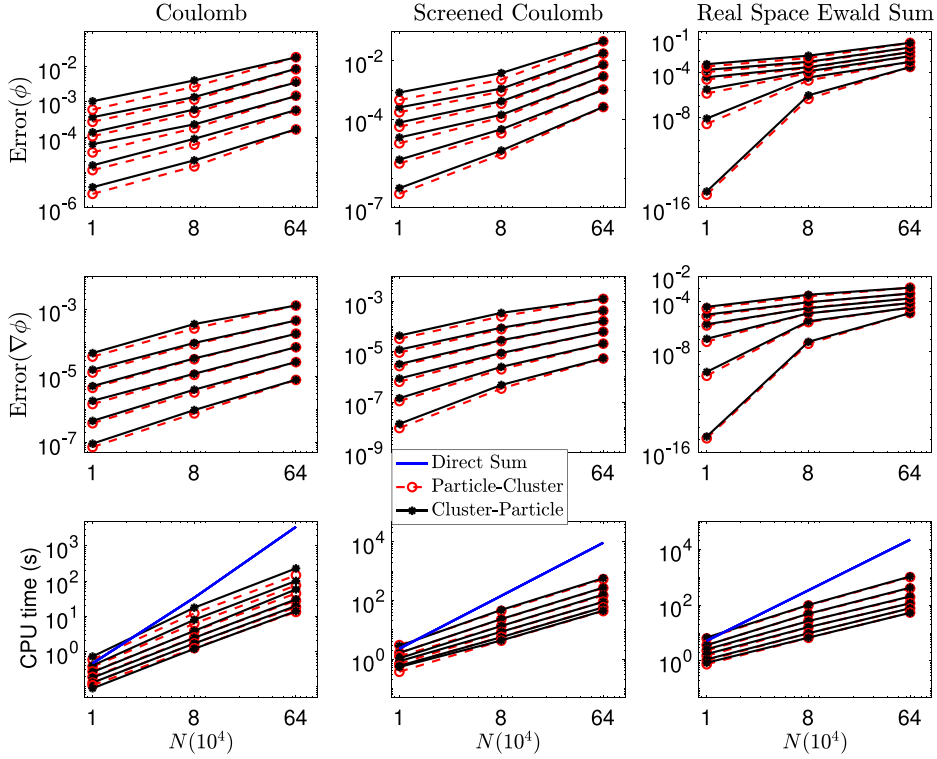 Coulomb
Screened Coulomb
Real Space Ewald Sum
Error(ϕ)
10^-2
10^-3
10^-4
10^-6
1 8 64
10^-2
10^-4
10^-7
1 8 64
10^-1
10^-4
10^-8
10^-16
1 8 64
Error(∇ϕ)
10^-3
10^-5
10^-7
1 8 64
10^-3
10^-5
10^-7
10^-9
1 8 64
10^-2
10^-4
10^-8
10^-16
1 8 64
Direct Sum
Particle-Cluster
Cluster-Particle
CPU time (s)
10^3
10^2
10^1
10^0
1 8 64
N(10^4)
10^4
10^2
10^0
1 8 64
N(10^4)
10^4
10^2
10^0
1 8 64
N(10^4)